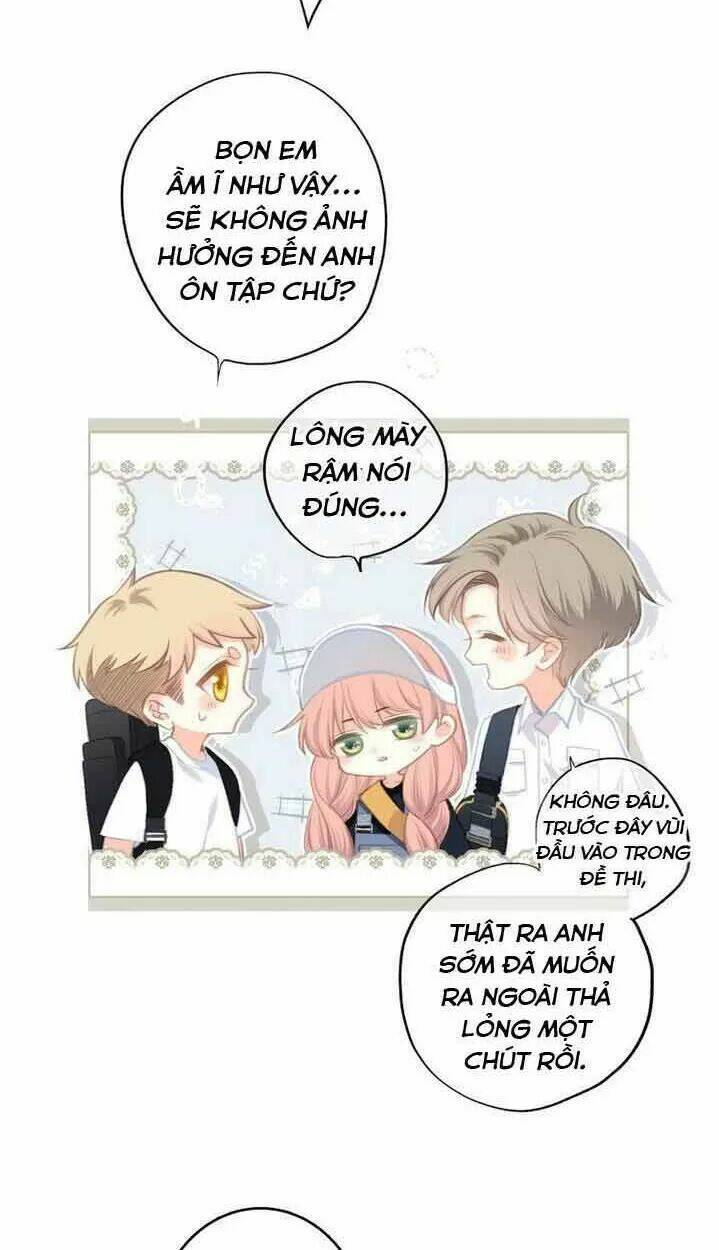 BỌN EM
ẦM Ĩ NHƯ VẬY...
SẼ KHÔNG ẢNH
HƯỞNG ĐẾN ANH
ÔN TẬP CHỨ?
LÔNG MÀY
RẬM NÓI
ĐÚNG...
KHÔNG ĐÂU.
TRƯỚC ĐÂY VÙI
ĐẦU VÀO TRONG
ĐỀ THI,
THẬT RA ANH
SỚM ĐÃ MUỐN
RA NGOÀI THẢ
LỎNG MỘT
CHÚT RỒI.